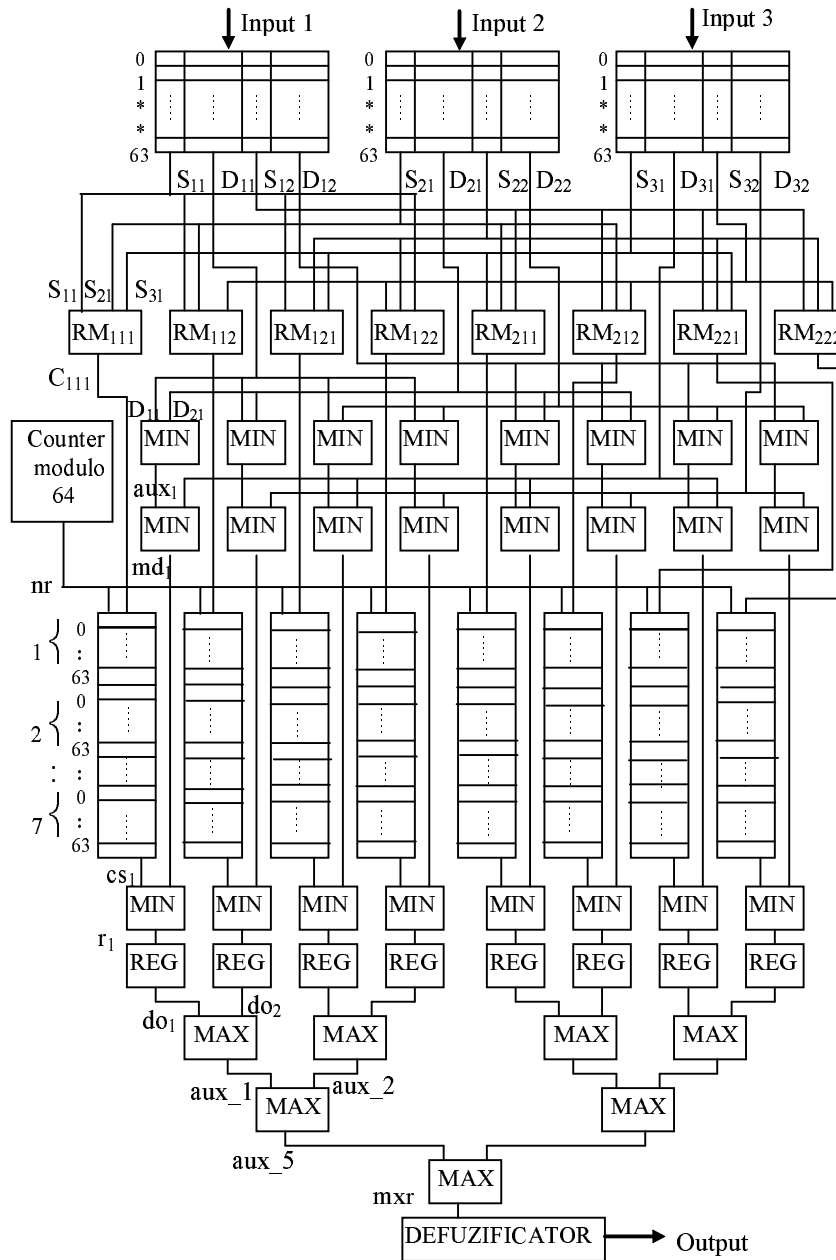 Input 1 Input 2 Input 3
0 0 0
1 1 1
* * *
* * *
63 63 63
S11 D11 S12 D12 S21 D21 S22 D22 S31 D31 S32 D32
S11 S21 S31
RM111 RM112 RM121 RM122 RM211 RM212 RM221 RM222
C111
D11 D21
MIN MIN MIN MIN MIN MIN MIN MIN
Counter
modulo
64
aux1
MIN MIN MIN MIN MIN MIN MIN MIN
md1
nr
0
1 :
63
0
2 :
63
: :
0
7 :
63
cs1
MIN MIN MIN MIN MIN MIN MIN MIN
r1
REG REG REG REG REG REG REG REG
do1 do2
MAX MAX MAX MAX
aux_1 aux_2
MAX MAX
aux_5
MAX
mxr
DEFUZIFICATOR Output